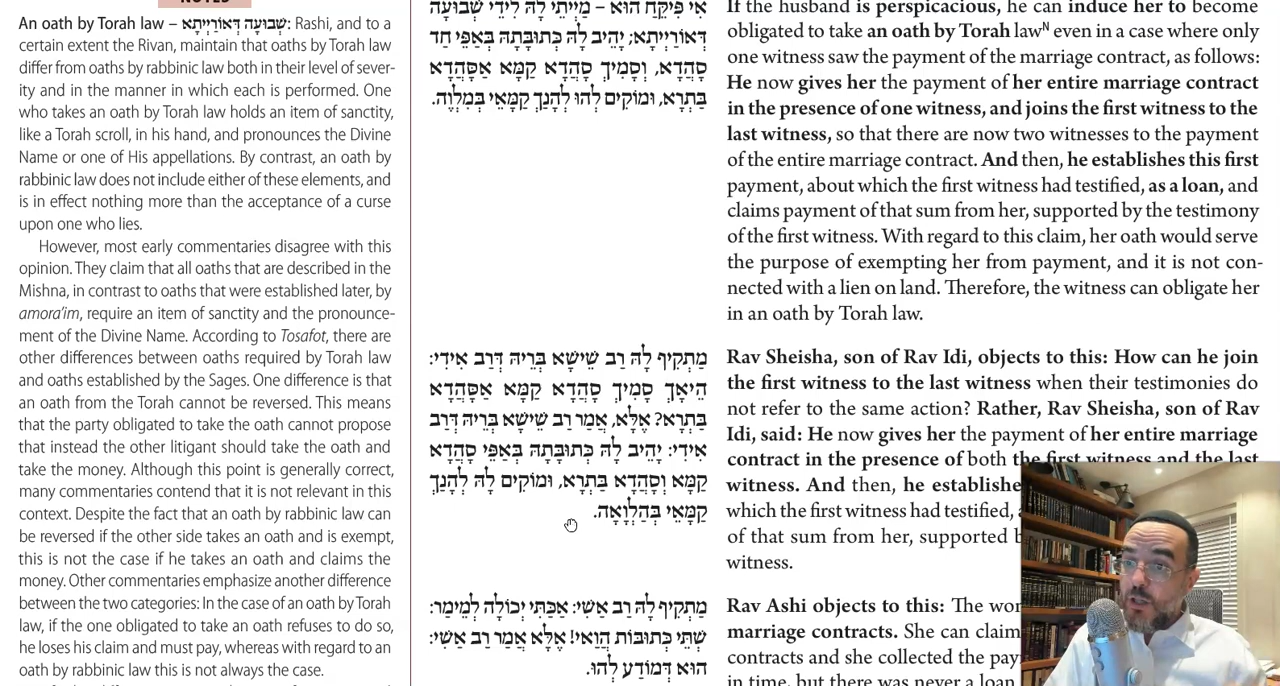 NOTES
An oath by Torah law – שְׁבוּעָה דְּאוֹרָיְיתָא: Rashi, and to a
certain extent the Rivan, maintain that oaths by Torah law
differ from oaths by rabbinic law both in their level of sever-
ity and in the manner in which each is performed. One
who takes an oath by Torah law holds an item of sanctity,
like a Torah scroll, in his hand, and pronounces the Divine
Name or one of His appellations. By contrast, an oath by
rabbinic law does not include either of these elements, and
is in effect nothing more than the acceptance of a curse
upon one who lies.
However, most early commentaries disagree with this
opinion. They claim that all oaths that are described in the
Mishna, in contrast to oaths that were established later, by
amora'im, require an item of sanctity and the pronounce-
ment of the Divine Name. According to Tosafot, there are
other differences between oaths required by Torah law
and oaths established by the Sages. One difference is that
an oath from the Torah cannot be reversed. This means
that the party obligated to take the oath cannot propose
that instead the other litigant should take the oath and
take the money. Although this point is generally correct,
many commentaries contend that it is not relevant in this
context. Despite the fact that an oath by rabbinic law can
be reversed if the other side takes an oath and is exempt,
this is not the case if he takes an oath and claims the
money. Other commentaries emphasize another difference
between the two categories: In the case of an oath by Torah
law, if the one obligated to take an oath refuses to do so,
he loses his claim and must pay, whereas with regard to an
oath by rabbinic law this is not always the case.
אִי פִּיקֵּחַ הוּא – מַיְיתֵי לַהּ לִידֵי שְׁבוּעָה
דְּאוֹרָיְיתָא; יָהֵיב לַהּ כְּתוּבָּתָהּ בְּאַפֵּי חַד
סָהֲדָא, וְסָמֵיךְ סָהֲדָא קַמָּא אַסָּהֲדָא
בַּתְרָא, וּמוֹקֵים לְהוּ לְהָנָךְ קַמָּאֵי בְּמִלְוֶה.
מַתְקֵיף לַהּ רַב שֵׁישָׁא בְּרֵיהּ דְּרַב אִידִי:
הֵיאַךְ סָמֵיךְ סָהֲדָא קַמָּא אַסָּהֲדָא
בַּתְרָא? אֶלָּא, אָמַר רַב שֵׁישָׁא בְּרֵיהּ דְּרַב
אִידִי: יָהֵיב לַהּ כְּתוּבָּתָהּ בְּאַפֵּי סָהֲדָא
קַמָּא וְסָהֲדָא בַּתְרָא, וּמוֹקֵים לַהּ לְהָנָךְ
קַמָּאֵי בְּהַלְוָאָה.
מַתְקֵיף לַהּ רַב אַשִׁי: אַכַּתִּי יְכוֹלָה לְמֵימַר:
שְׁתֵּי כְּתוּבּוֹת הֲוַאי! אֶלָּא אָמַר רַב אַשִׁי:
הוּא דְּמוֹדַע לְהוּ.
If the husband is perspicacious, he can induce her to become
obligated to take an oath by Torah lawN even in a case where only
one witness saw the payment of the marriage contract, as follows:
He now gives her the payment of her entire marriage contract
in the presence of one witness, and joins the first witness to the
last witness, so that there are now two witnesses to the payment
of the entire marriage contract. And then, he establishes this first
payment, about which the first witness had testified, as a loan, and
claims payment of that sum from her, supported by the testimony
of the first witness. With regard to this claim, her oath would serve
the purpose of exempting her from payment, and it is not con-
nected with a lien on land. Therefore, the witness can obligate her
in an oath by Torah law.
Rav Sheisha, son of Rav Idi, objects to this: How can he join
the first witness to the last witness when their testimonies do
not refer to the same action? Rather, Rav Sheisha, son of Rav
Idi, said: He now gives her the payment of her entire marriage
contract in the presence of both the first witness and the last
witness. And then, he
which the first witness had testified,
of that sum from her, supported
witness.
Rav Ashi objects to this: The
marriage contracts. She can claim
contracts and she collected the
in time, but there was never a loan